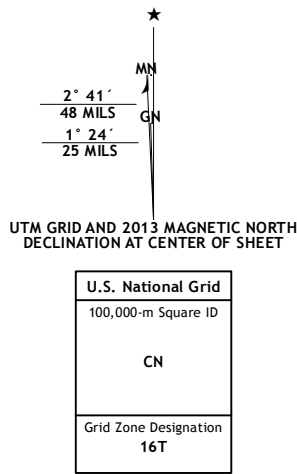 MN
2° 41´
48 MILS
GN
1° 24´
25 MILS
UTM GRID AND 2013 MAGNETIC NORTH
DECLINATION AT CENTER OF SHEET
U.S. National Grid
100,000-m Square ID
CN
Grid Zone Designation
16T